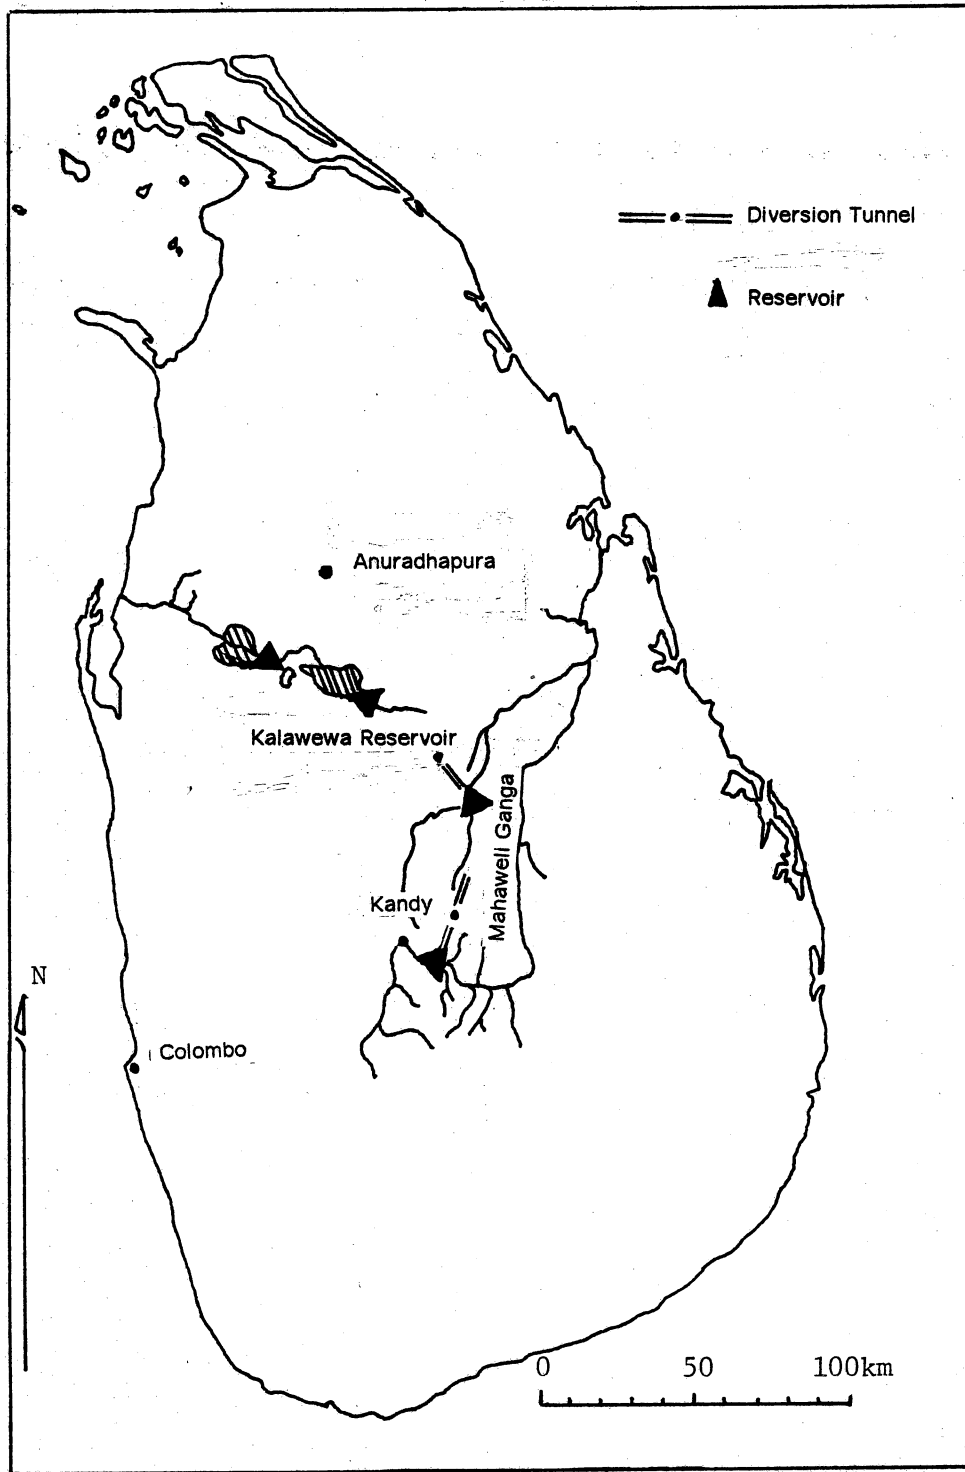 Diversion Tunnel
Reservoir
Anuradhapura
Kalawewa Reservoir
Mahaweli Ganga
Kandy
N
Colombo
0 50 100km